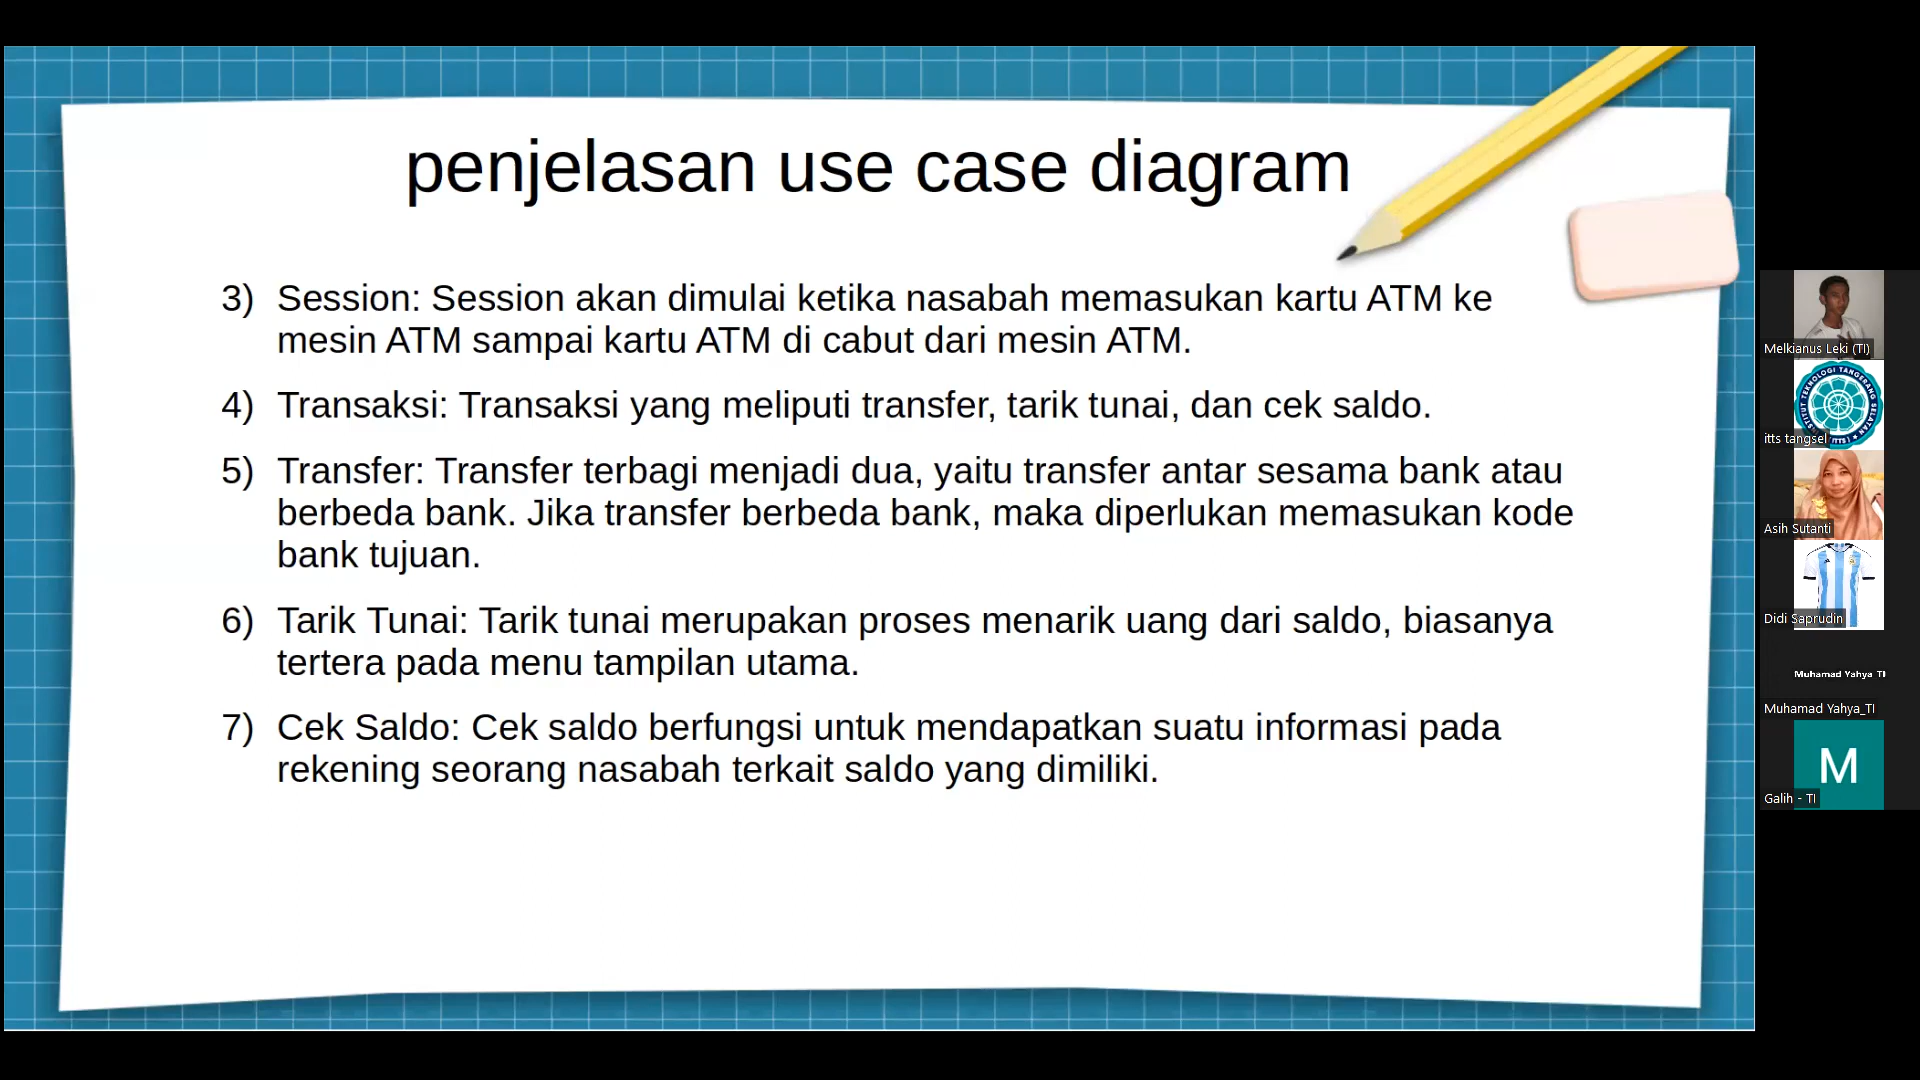 penjelasan use case diagram
3) Session: Session akan dimulai ketika nasabah memasukan kartu ATM ke
mesin ATM sampai kartu ATM di cabut dari mesin ATM.
4) Transaksi: Transaksi yang meliputi transfer, tarik tunai, dan cek saldo.
5) Transfer: Transfer terbagi menjadi dua, yaitu transfer antar sesama bank atau
berbeda bank. Jika transfer berbeda bank, maka diperlukan memasukan kode
bank tujuan.
6) Tarik Tunai: Tarik tunai merupakan proses menarik uang dari saldo, biasanya
tertera pada menu tampilan utama.
7) Cek Saldo: Cek saldo berfungsi untuk mendapatkan suatu informasi pada
rekening seorang nasabah terkait saldo yang dimiliki.
Melkianus Leki (TI)
INSTITUT TEKNOLOGI TANGERANG SELATAN
(ITTS)
itts tangsel
Asih Sutanti
Didi Saprudin
Muhamad Yahya TI
Muhamad Yahya_TI
M
Galih - TI